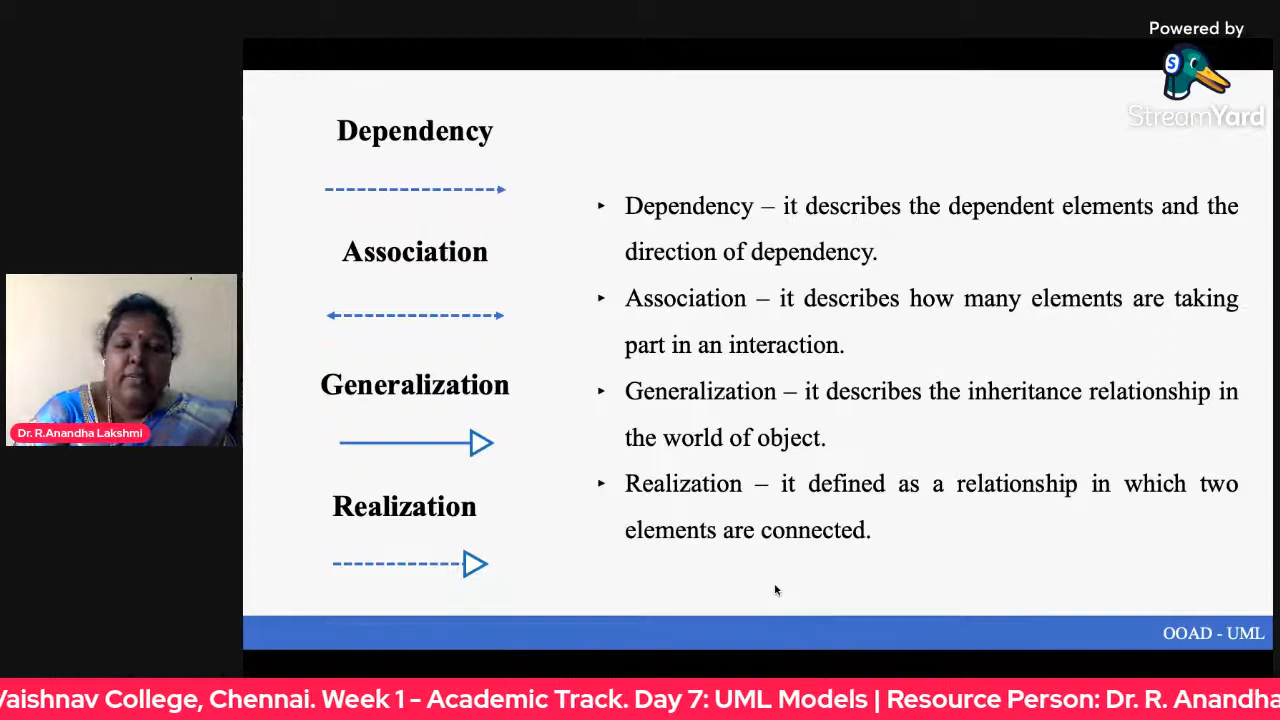 Powered by
StreamYard
Dependency
Association
Generalization
Realization
Dependency – it describes the dependent elements and the
direction of dependency.
Association – it describes how many elements are taking
part in an interaction.
Generalization – it describes the inheritance relationship in
the world of object.
Realization – it defined as a relationship in which two
elements are connected.
Dr. R.Anandha Lakshmi
OOAD - UML
Vaishnav College, Chennai. Week 1 - Academic Track. Day 7: UML Models | Resource Person: Dr. R. Anandha